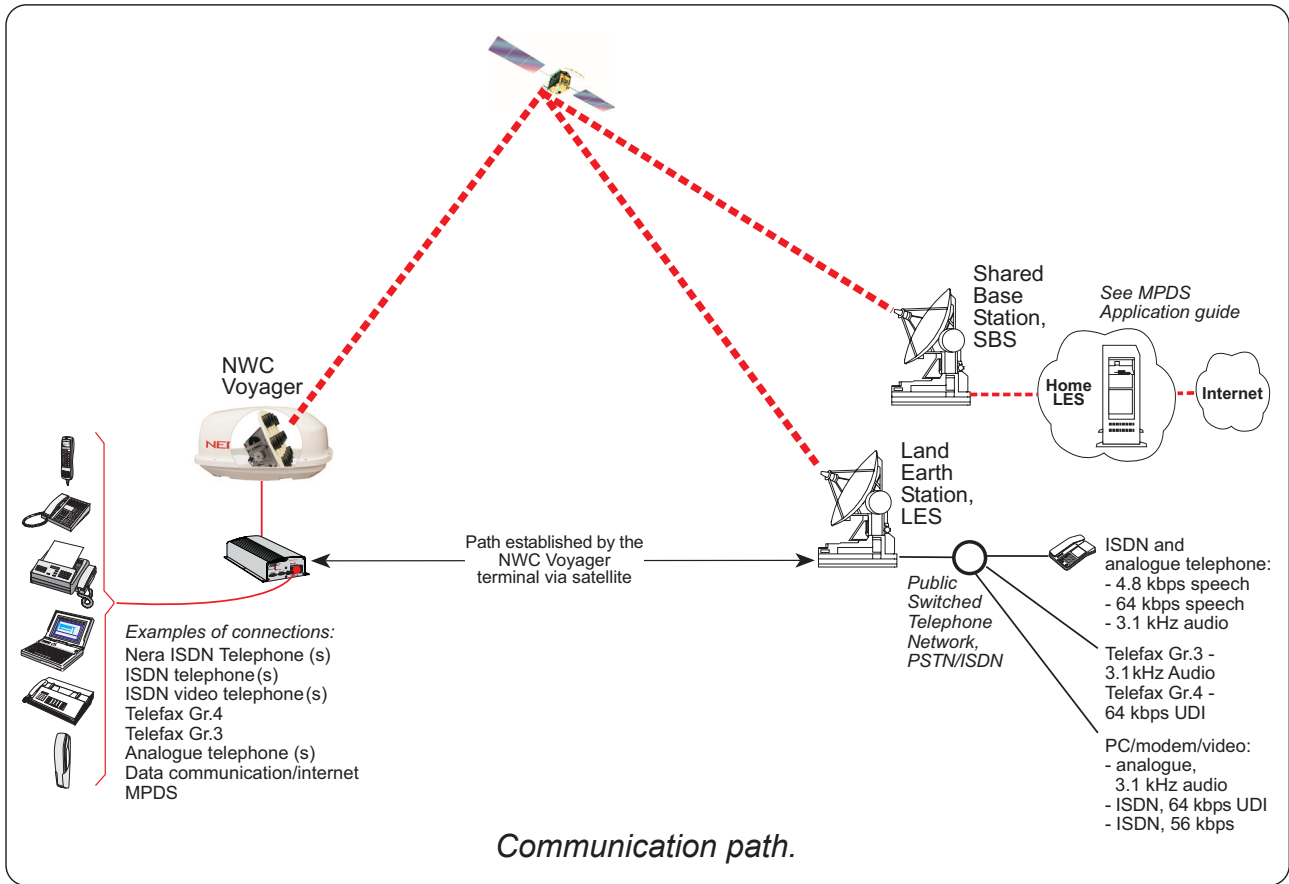 NWC
Voyager
NER
Shared
Base
Station,
SBS
See MPDS
Application guide
Home
LES
Internet
Land
Earth
Station,
LES
Path established by the
NWC Voyager
terminal via satellite
Public
Switched
Telephone
Network,
PSTN/ISDN
ISDN and
analogue telephone:
- 4.8 kbps speech
- 64 kbps speech
- 3.1 kHz audio
Telefax Gr.3 -
3.1kHz Audio
Telefax Gr.4 -
64 kbps UDI
PC/modem/video:
- analogue,
3.1 kHz audio
- ISDN, 64 kbps UDI
- ISDN, 56 kbps
Examples of connections:
Nera ISDN Telephone (s)
ISDN telephone(s)
ISDN video telephone(s)
Telefax Gr.4
Telefax Gr.3
Analogue telephone (s)
Data communication/internet
MPDS
Communication path.